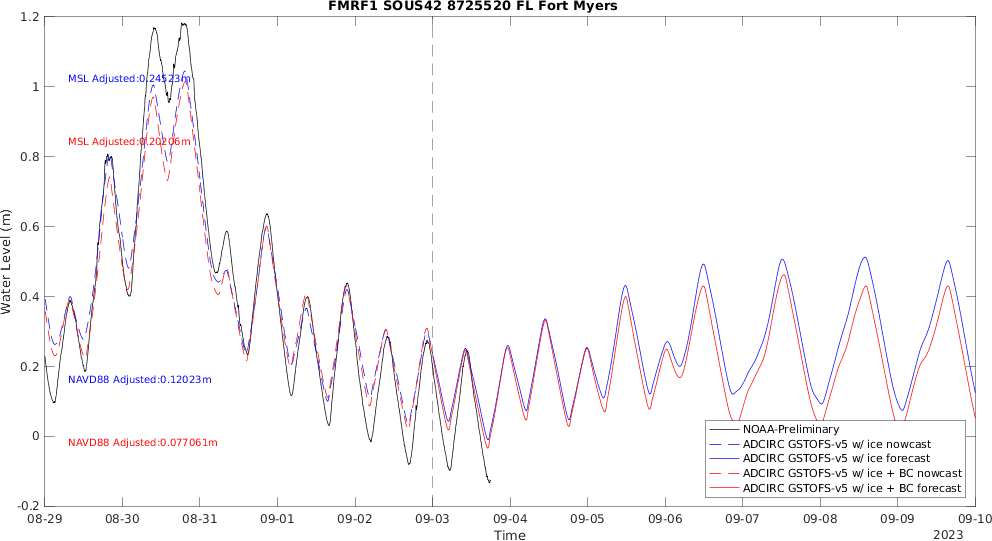 FMRF1 SOUS42 8725520 FL Fort Myers
Water Level (m)
1.2
1
0.8
0.6
0.4
0.2
0
-0.2
MSL Adjusted:0.24523m
MSL Adjusted:0.20206m
NAVD88 Adjusted:0.12023m
NAVD88 Adjusted:0.077061m
NOAA-Preliminary
ADCIRC GSTOFS-v5 w/ ice nowcast
ADCIRC GSTOFS-v5 w/ ice forecast
ADCIRC GSTOFS-v5 w/ ice + BC nowcast
ADCIRC GSTOFS-v5 w/ ice + BC forecast
08-29 08-30 08-31 09-01 09-02 09-03 09-04 09-05 09-06 09-07 09-08 09-09 09-10
Time
2023